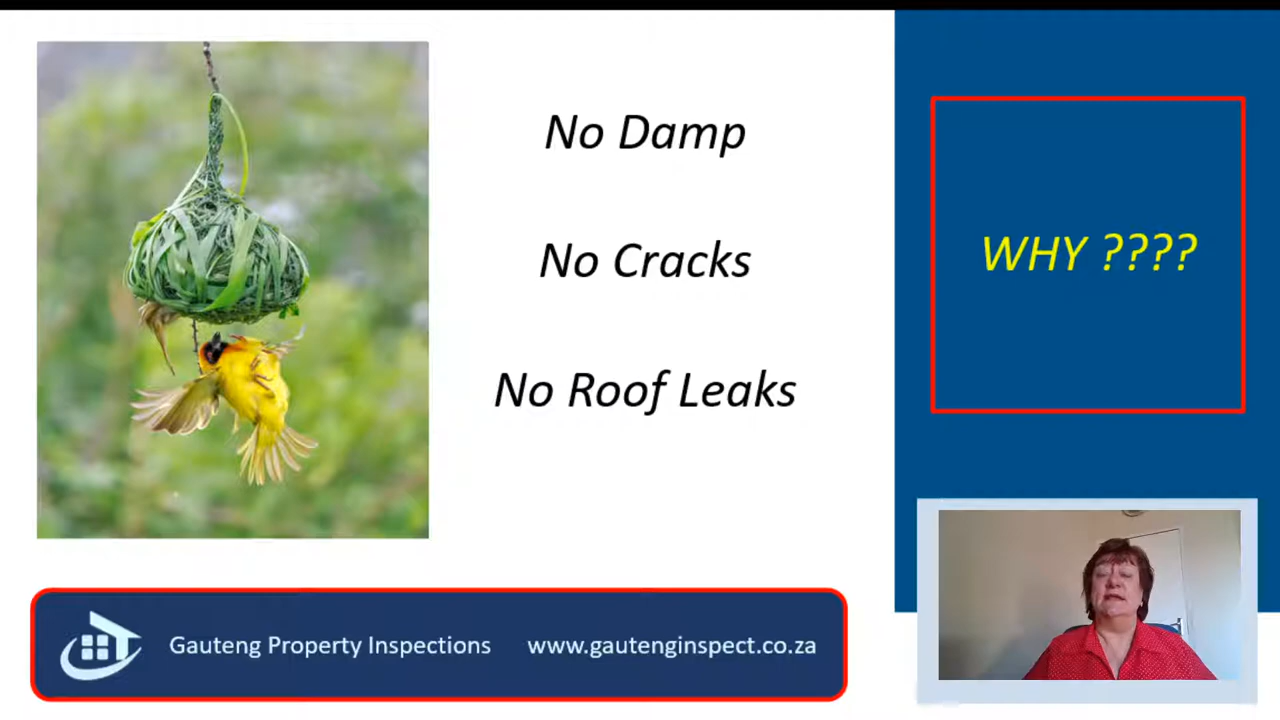 No Damp
No Cracks
No Roof Leaks
WHY ????
Gauteng Property Inspections www.gautenginspect.co.za